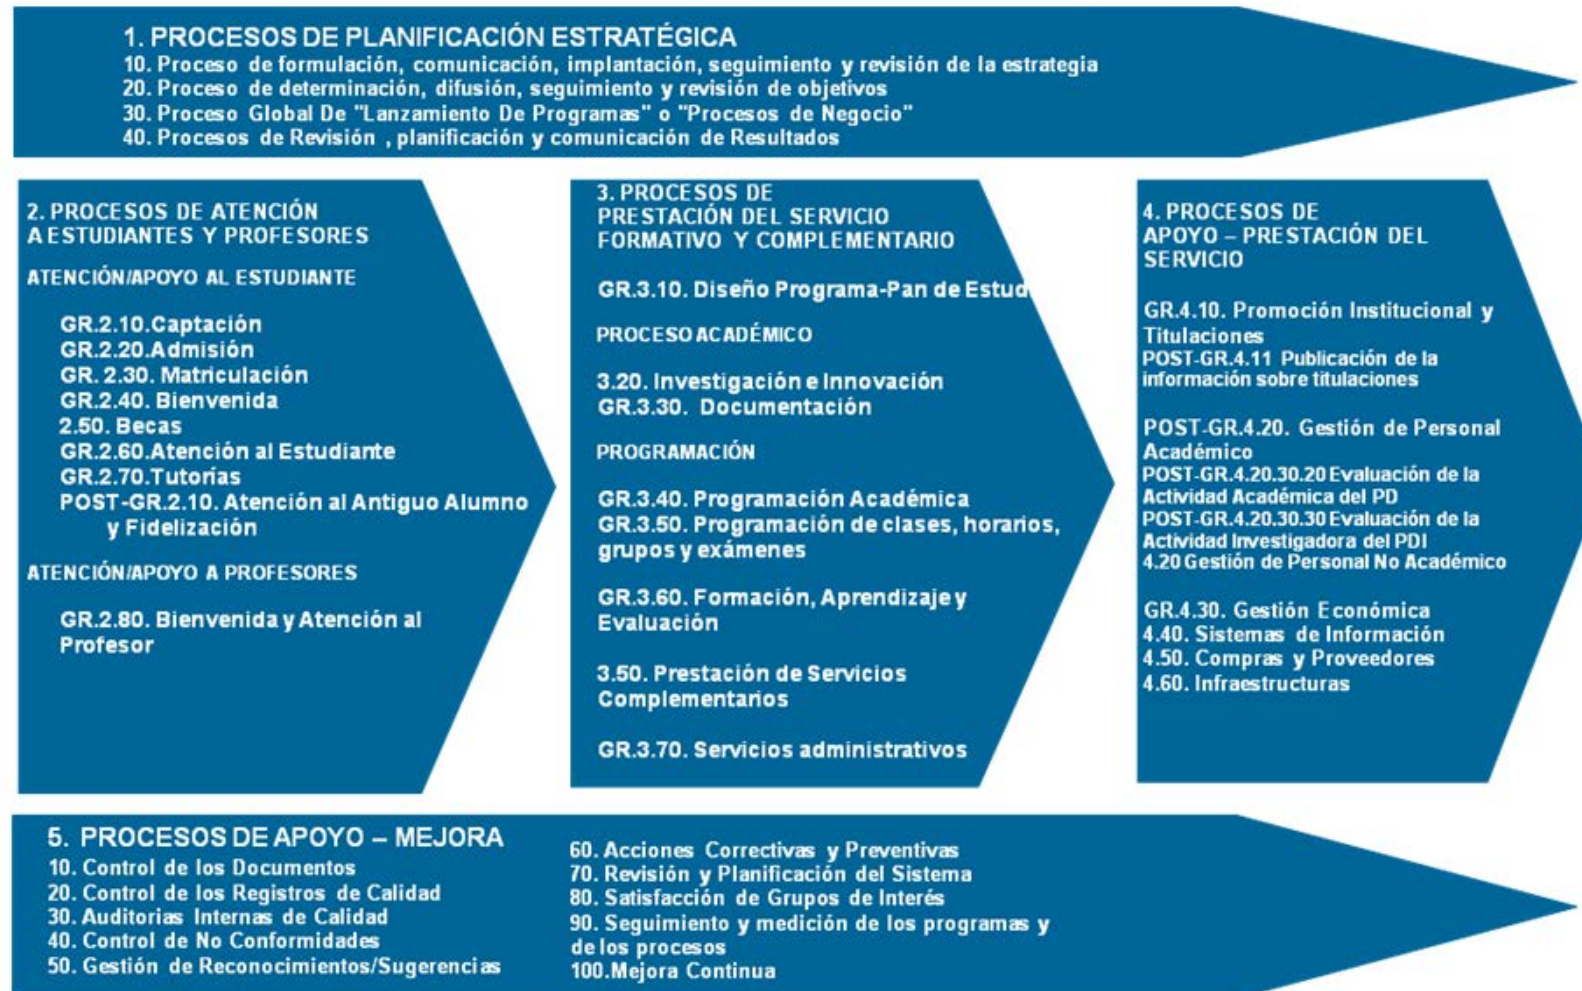 1. PROCESOS DE PLANIFICACIÓN ESTRATÉGICA
10. Proceso de formulación, comunicación, implantación, seguimiento y revisión de la estrategia
20. Proceso de determinación, difusión, seguimiento y revisión de objetivos
30. Proceso Global De "Lanzamiento De Programas" o "Procesos de Negocio"
40. Procesos de Revisión , planificación y comunicación de Resultados
2. PROCESOS DE ATENCIÓN
A ESTUDIANTES Y PROFESORES
ATENCIÓN/APOYO AL ESTUDIANTE
GR.2.10.Captación
GR.2.20.Admisión
GR. 2.30. Matriculación
GR.2.40. Bienvenida
2.50. Becas
GR.2.60.Atención al Estudiante
GR.2.70.Tutorías
POST-GR.2.10. Atención al Antiguo Alumno
y Fidelización
ATENCIÓN/APOYO A PROFESORES
GR.2.80. Bienvenida y Atención al
Profesor
3. PROCESOS DE
PRESTACIÓN DEL SERVICIO
FORMATIVO Y COMPLEMENTARIO
GR.3.10. Diseño Programa-Pan de Estud
PROCESO ACADÉMICO
3.20. Investigación e Innovación
GR.3.30. Documentación
PROGRAMACIÓN
GR.3.40. Programación Académica
GR.3.50. Programación de clases, horarios,
grupos y exámenes
GR.3.60. Formación, Aprendizaje y
Evaluación
3.50. Prestación de Servicios
Complementarios
GR.3.70. Servicios administrativos
4. PROCESOS DE
APOYO – PRESTACIÓN DEL
SERVICIO
GR.4.10. Promoción Institucional y
Titulaciones
POST-GR.4.11 Publicación de la
información sobre titulaciones
POST-GR.4.20. Gestión de Personal
Académico
POST-GR.4.20.30.20 Evaluación de la
Actividad Académica del PD
POST-GR.4.20.30.30 Evaluación de la
Actividad Investigadora del PDI
4.20 Gestión de Personal No Académico
GR.4.30. Gestión Económica
4.40. Sistemas de Información
4.50. Compras y Proveedores
4.60. Infraestructuras
5. PROCESOS DE APOYO – MEJORA
10. Control de los Documentos
20. Control de los Registros de Calidad
30. Auditorias Internas de Calidad
40. Control de No Conformidades
50. Gestión de Reconocimientos/Sugerencias
60. Acciones Correctivas y Preventivas
70. Revisión y Planificación del Sistema
80. Satisfacción de Grupos de Interés
90. Seguimiento y medición de los programas y
de los procesos
100.Mejora Continua